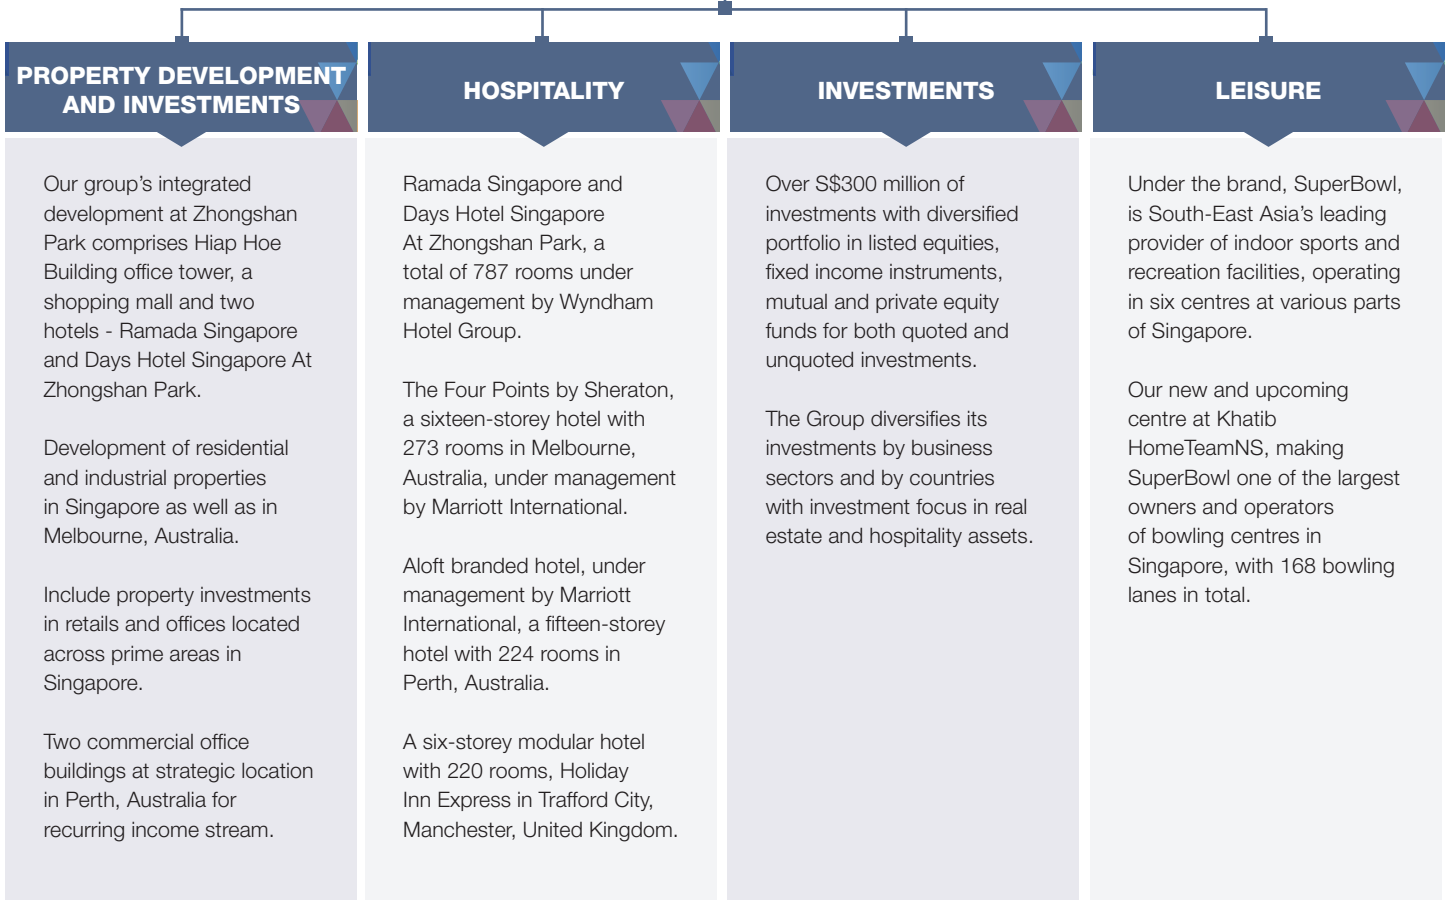 PROPERTY DEVELOPMENT
AND INVESTMENTS
Our group's integrated
development at Zhongshan
Park comprises Hiap Hoe
Building office tower, a
shopping mall and two
hotels - Ramada Singapore
and Days Hotel Singapore At
Zhongshan Park.
Development of residential
and industrial properties
in Singapore as well as in
Melbourne, Australia.
Include property investments
in retails and offices located
across prime areas in
Singapore.
Two commercial office
buildings at strategic location
in Perth, Australia for
recurring income stream.
HOSPITALITY
Ramada Singapore and
Days Hotel Singapore
At Zhongshan Park, a
total of 787 rooms under
management by Wyndham
Hotel Group.
The Four Points by Sheraton,
a sixteen-storey hotel with
273 rooms in Melbourne,
Australia, under management
by Marriott International.
Aloft branded hotel, under
management by Marriott
International, a fifteen-storey
hotel with 224 rooms in
Perth, Australia.
A six-storey modular hotel
with 220 rooms, Holiday
Inn Express in Trafford City,
Manchester, United Kingdom.
INVESTMENTS
Over S$300 million of
investments with diversified
portfolio in listed equities,
fixed income instruments,
mutual and private equity
funds for both quoted and
unquoted investments.
The Group diversifies its
investments by business
sectors and by countries
with investment focus in real
estate and hospitality assets.
LEISURE
Under the brand, SuperBowl,
is South-East Asia's leading
provider of indoor sports and
recreation facilities, operating
in six centres at various parts
of Singapore.
Our new and upcoming
centre at Khatib
HomeTeamNS, making
SuperBowl one of the largest
owners and operators
of bowling centres in
Singapore, with 168 bowling
lanes in total.